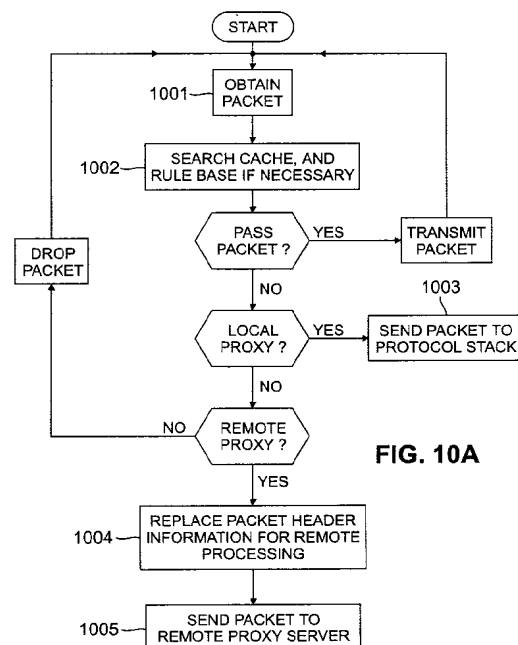 START
1001
OBTAIN
PACKET
1002
SEARCH CACHE, AND
RULE BASE IF NECESSARY
PASS
PACKET ?
YES
TRANSMIT
PACKET
DROP
PACKET
NO
1003
LOCAL
PROXY ?
YES
SEND PACKET TO
PROTOCOL STACK
NO
REMOTE
PROXY ?
NO
FIG. 10A
YES
1004
REPLACE PACKET HEADER
INFORMATION FOR REMOTE
PROCESSING
1005
SEND PACKET TO
REMOTE PROXY SERVER